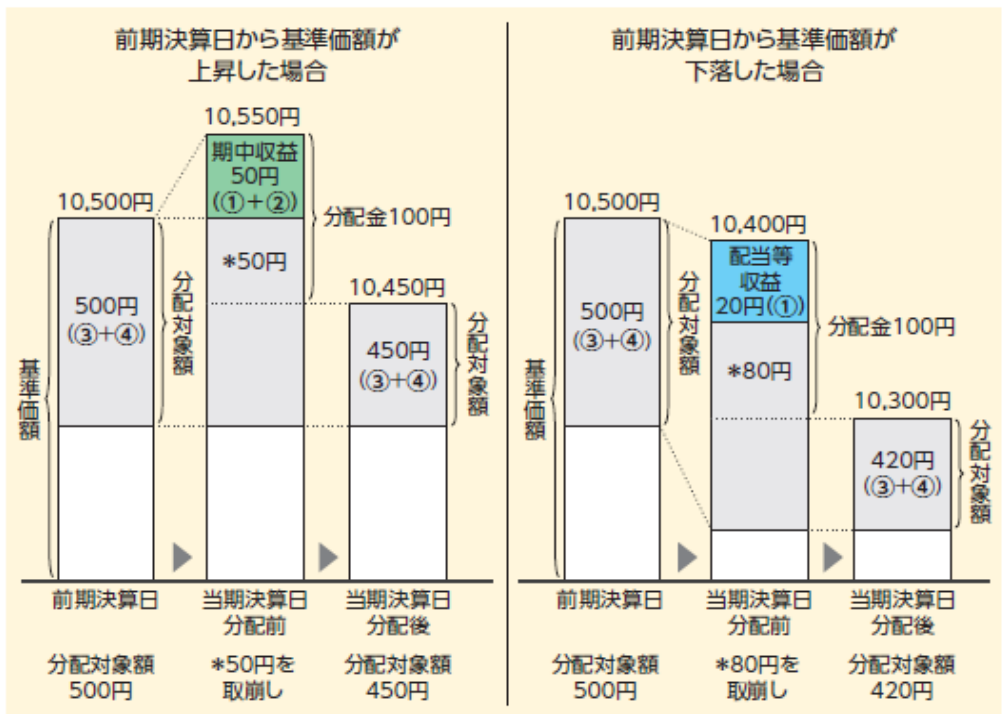 前期決算日から基準価額が
上昇した場合
10,550円
期中収益
50円
(①+②)
10,500円
分配金100円
*50円
10,450円
500円
(③+④)
分配対象額
450円
(③+④)
分配対象額
基準価額
前期決算日
当期決算日
分配前
当期決算日
分配後
分配対象額
500円
*50円を
取崩し
分配対象額
450円
前期決算日から基準価額が
下落した場合
10,500円
10,400円
配当等
収益
20円(①)
500円
(③+④)
分配対象額
分配金100円
*80円
10,300円
基準価額
420円
(③+④)
分配対象額
前期決算日
当期決算日
分配前
当期決算日
分配後
分配対象額
500円
*80円を
取崩し
分配対象額
420円